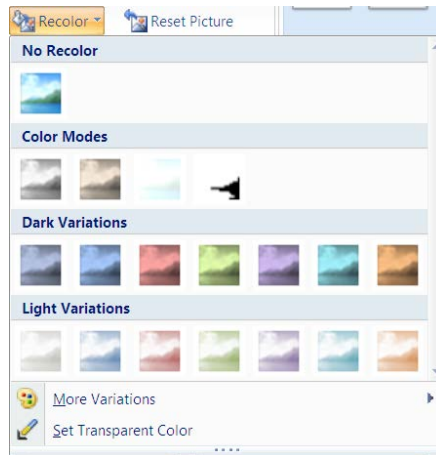 Recolor Reset Picture
No Recolor
Color Modes
Dark Variations
Light Variations
More Variations
Set Transparent Color